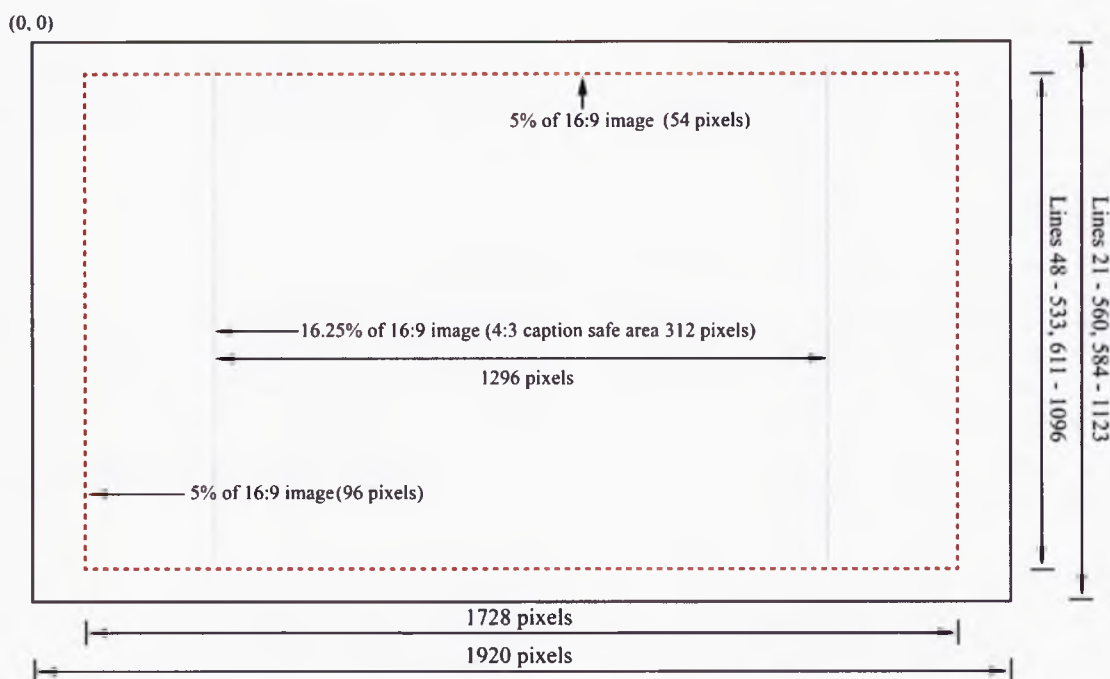 (0, 0)
5% of 16:9 image (54 pixels)
16.25% of 16:9 image (4:3 caption safe area 312 pixels)
1296 pixels
5% of 16:9 image(96 pixels)
1728 pixels
1920 pixels
Lines 48 - 533, 611 - 1096
Lines 21 - 560, 584 - 1123